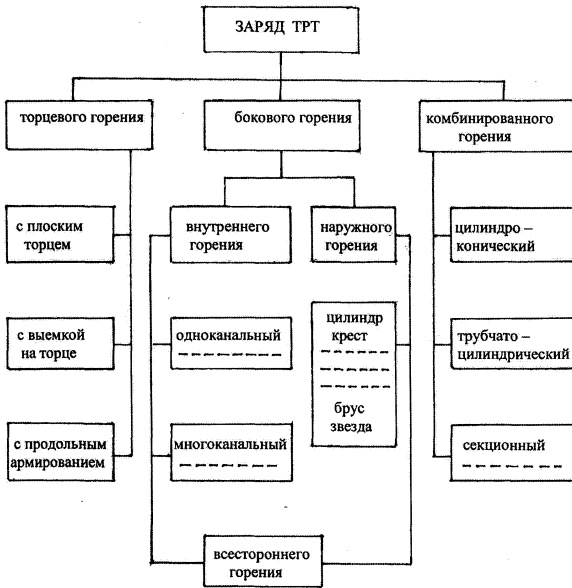 ЗАРЯД ТРТ
торцевого горения
бокового горения
комбинированного
горения
с плоским
торцем
внутреннего
горения
наружного
горения
цилиндро –
конический
с выемкой
на торце
одноканальный
цилиндр
крест
брус
звезда
трубчато –
цилиндрический
с продольным
армированием
многоканальный
секционный
всестороннего
горения